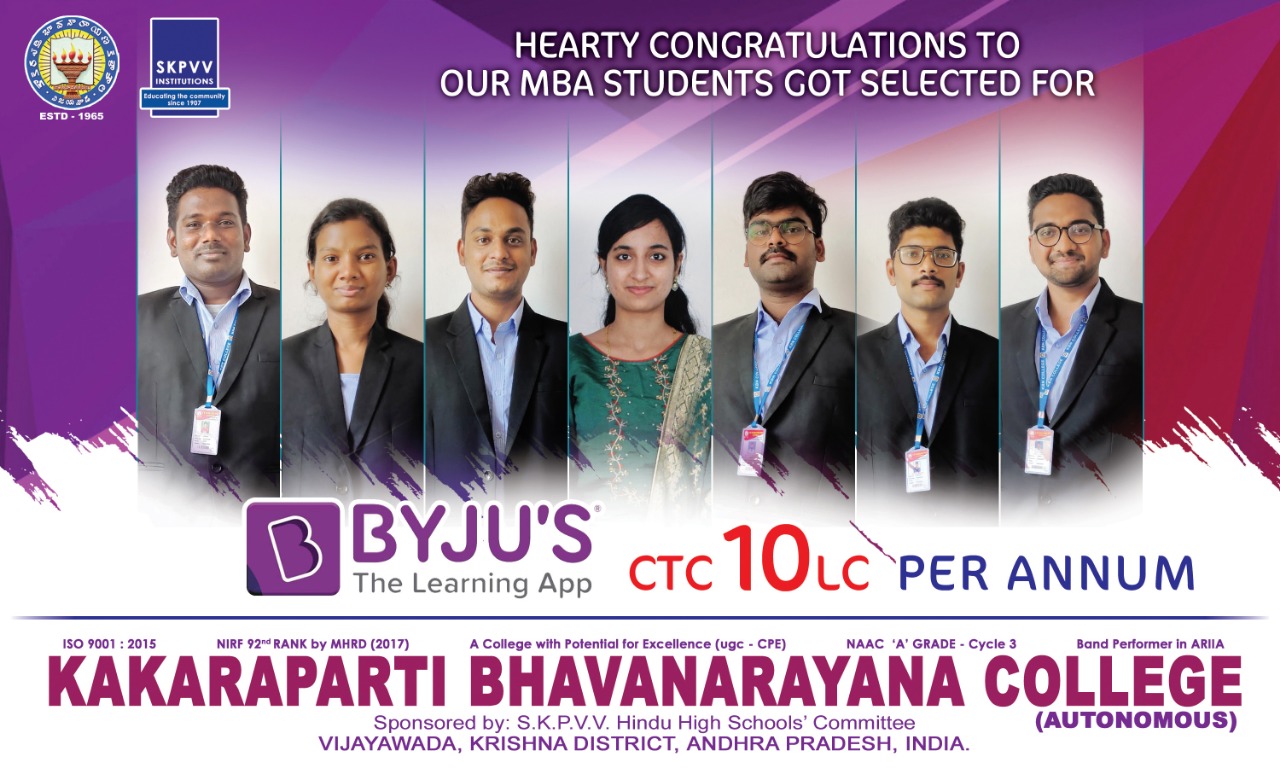 ESTD - 1965
SKPVV
INSTITUTIONS
Educating the community
since 1907
HEARTY CONGRATULATIONS TO
OUR MBA STUDENTS GOT SELECTED FOR
BYJU'S®
The Learning App
CTC 10LC PER ANNUM
ISO 9001 : 2015 NIRF 92nd RANK by MHRD (2017) A College with Potential for Excellence (ugc - CPE) NAAC 'A' GRADE - Cycle 3 Band Performer in ARIIA
KAKARAPARTI BHAVANARAYANA COLLEGE
(AUTONOMOUS)
Sponsored by: S.K.P.V.V. Hindu High Schools' Committee
VIJAYAWADA, KRISHNA DISTRICT, ANDHRA PRADESH, INDIA.